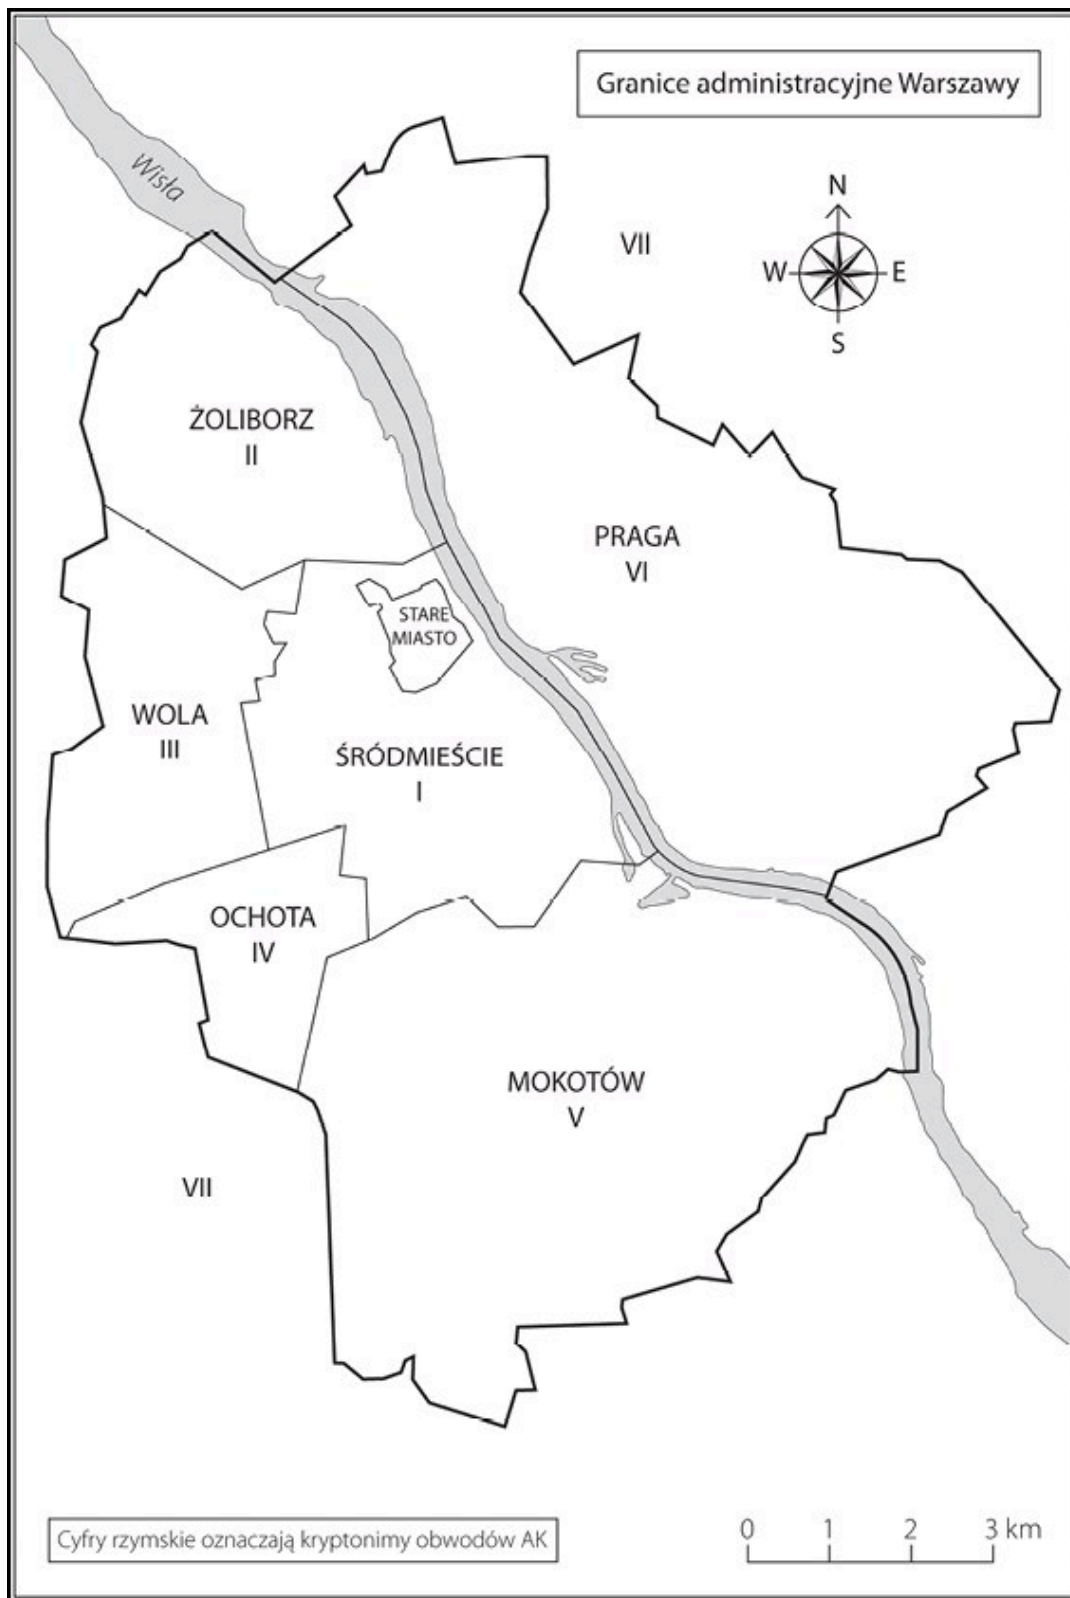 Granice administracyjne Warszawy
Wisła
N
W
E
S
VII
ŻOLIBORZ
II
PRAGA
VI
STARE
MIASTO
WOLA
III
ŚRÓDMIEŚCIE
I
OCHOTA
IV
MOKOTÓW
V
VII
Cyfry rzymskie oznaczają kryptonimy obwodów AK
0 1 2 3 km